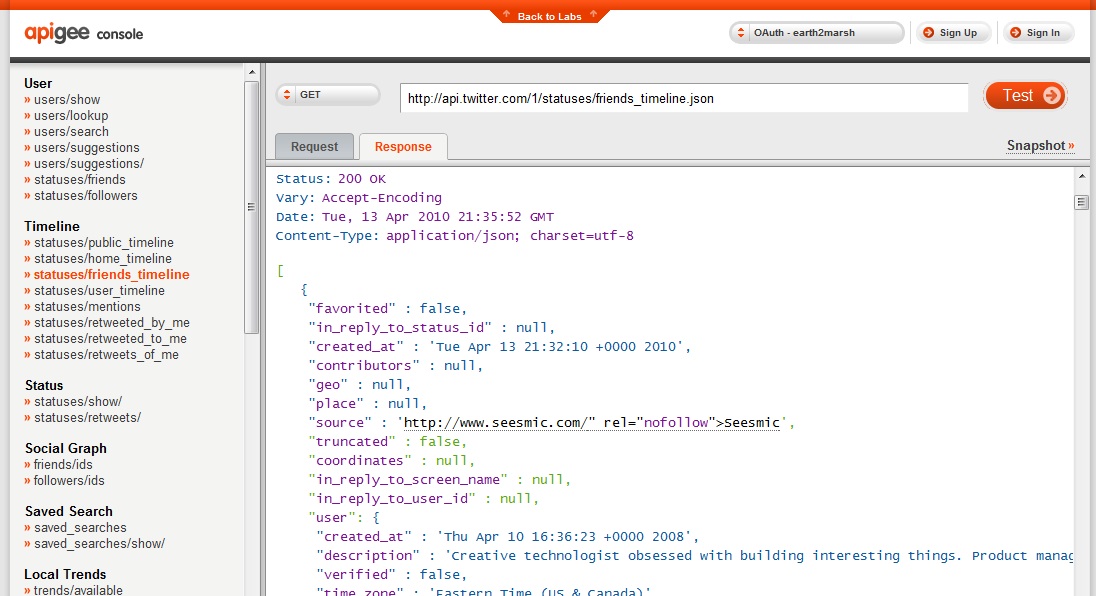 Back to Labs
apigee console
OAuth - earth2marsh
Sign Up
Sign In
User
» users/show
» users/lookup
» users/search
» users/suggestions
» users/suggestions/
» statuses/friends
» statuses/followers
Timeline
» statuses/public_timeline
» statuses/home_timeline
» statuses/friends_timeline
» statuses/user_timeline
» statuses/mentions
» statuses/retweeted_by_me
» statuses/retweeted_to_me
» statuses/retweets_of_me
Status
» statuses/show/
» statuses/retweets/
Social Graph
» friends/ids
» followers/ids
Saved Search
» saved_searches
» saved_searches/show/
Local Trends
» trends/available
GET
http://api.twitter.com/1/statuses/friends_timeline.json
Test
Request
Response
Snapshot »
Status: 200 OK
Vary: Accept-Encoding
Date: Tue, 13 Apr 2010 21:35:52 GMT
Content-Type: application/json; charset=utf-8
[
{
"favorited" : false,
"in_reply_to_status_id" : null,
"created_at" : 'Tue Apr 13 21:32:10 +0000 2010',
"contributors" : null,
"geo" : null,
"place" : null,
"source" : 'http://www.seesmic.com/" rel="nofollow">Seesmic',
"truncated" : false,
"coordinates" : null,
"in_reply_to_screen_name" : null,
"in_reply_to_user_id" : null,
"user": {
"created_at" : 'Thu Apr 10 16:36:23 +0000 2008',
"description" : 'Creative technologist obsessed with building interesting things. Product manag
"verified" : false,
"time_zone" : 'Eastern Time (US & Canada)'